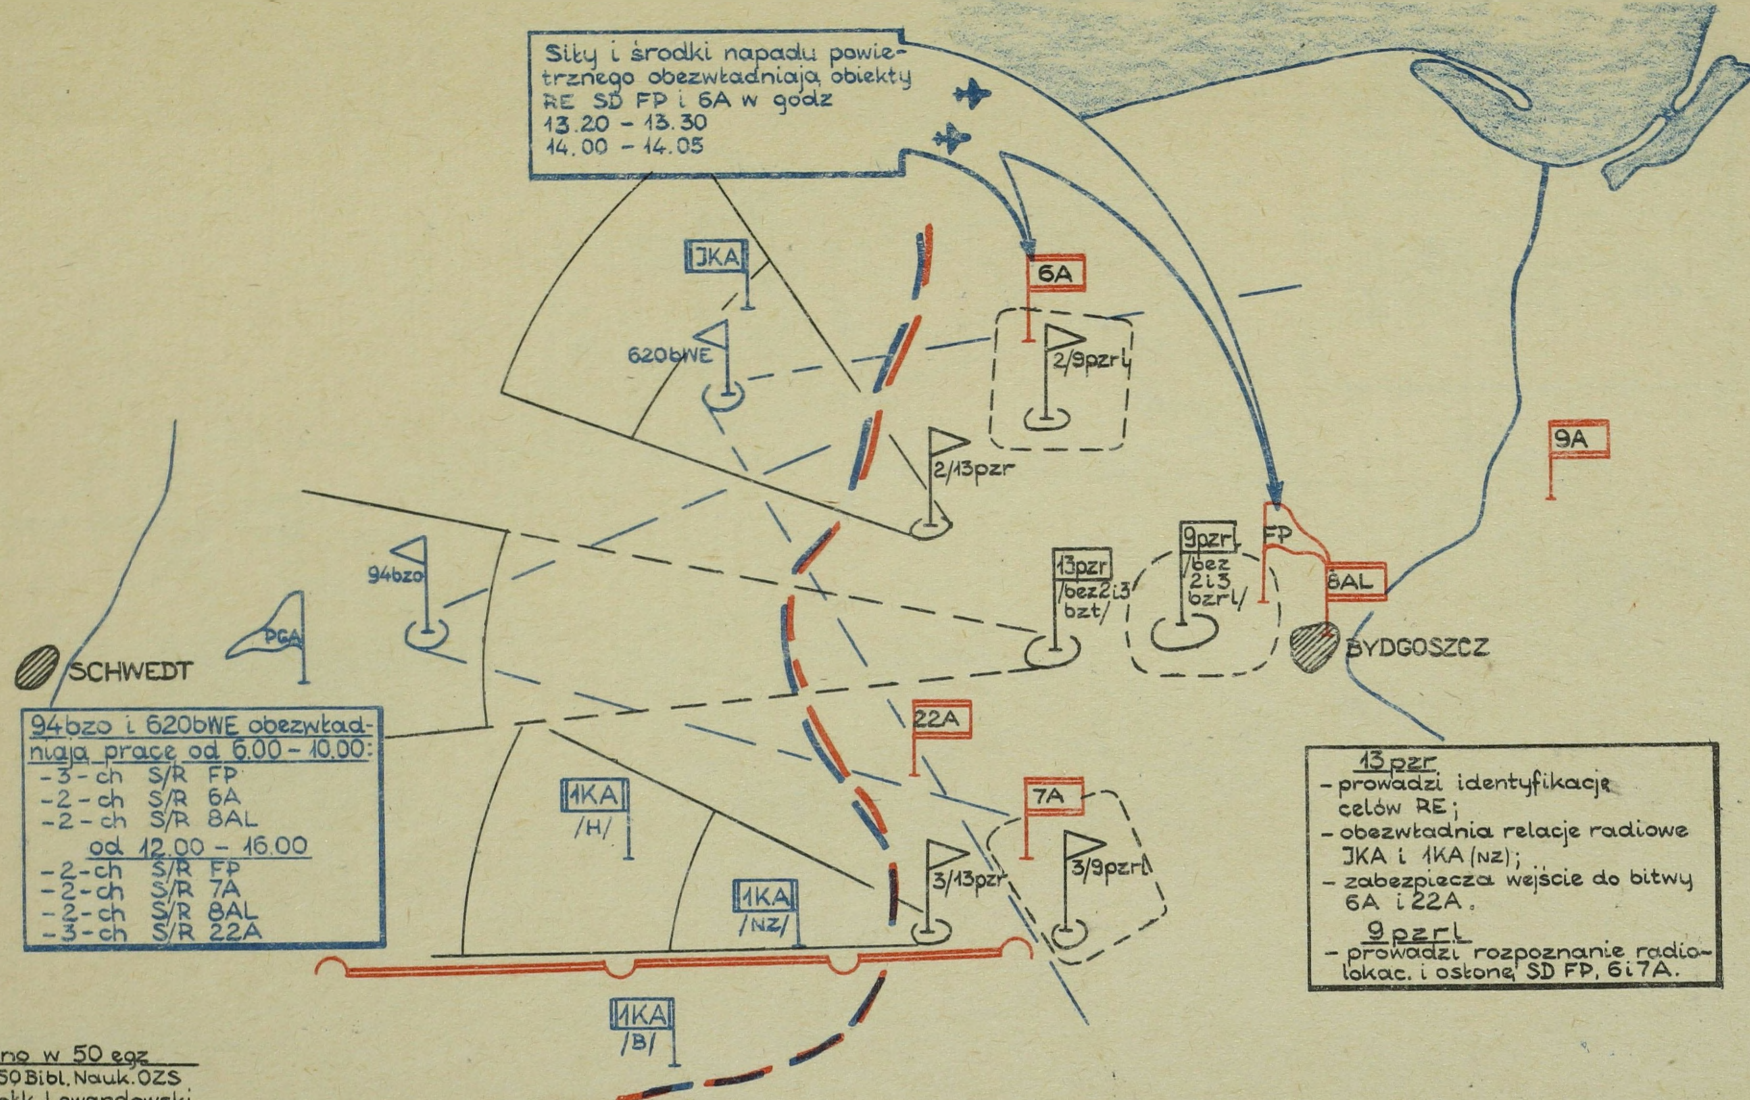 Siły i środki napadu powie-
trznego obezwładniają obiekty
RE SD FP i 6A w godz
13.20 – 13.30
14.00 – 14.05
JKA
6A
620bWE
2/9pzrl
9A
2/13pzr
94bzo
13pzr
/bez2i3
bzt/
9pzrl
/bez
2i3
bzrl/
FP
8AL
PGA
SCHWEDT
BYDGOSZCZ
22A
94bzo i 620bWE obezwład-
niają pracę od 6.00 – 10.00:
-3-ch S/R FP
-2-ch S/R 6A
-2-ch S/R 8AL
od 12.00 – 16.00
-2-ch S/R FP
-2-ch S/R 7A
-2-ch S/R 8AL
-3-ch S/R 22A
1KA
/H/
7A
3/13pzr
3/9pzrl
1KA
/NZ/
1KA
/B/
13pzr
– prowadzi identyfikację
celów RE;
– obezwładnia relacje radiowe
JKA i 1KA (NZ);
– zabezpiecza wejście do bitwy
6A i 22A.
9pzrl
– prowadzi rozpoznanie radio-
lokac. i osłonę SD FP, 6i7A.
no w 50 egz
50 Bibl. Nauk. OZS
Lewandowski